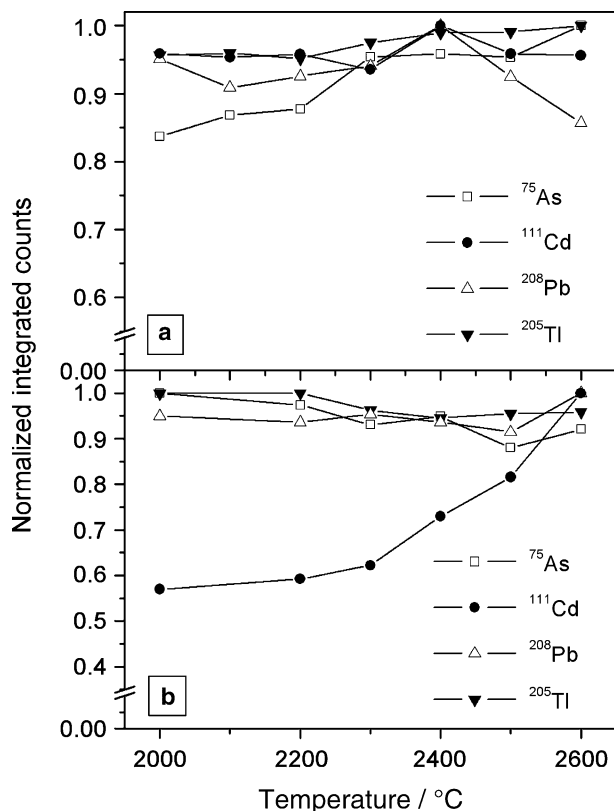 Normalized integrated counts
1.0
0.9
0.8
0.7
0.6
0.00
⁷⁵As
¹¹¹Cd
²⁰⁸Pb
²⁰⁵Tl
a
1.0
0.9
0.8
0.7
0.6
0.5
0.4
0.00
⁷⁵As
¹¹¹Cd
²⁰⁸Pb
²⁰⁵Tl
b
2000 2200 2400 2600
Temperature / °C